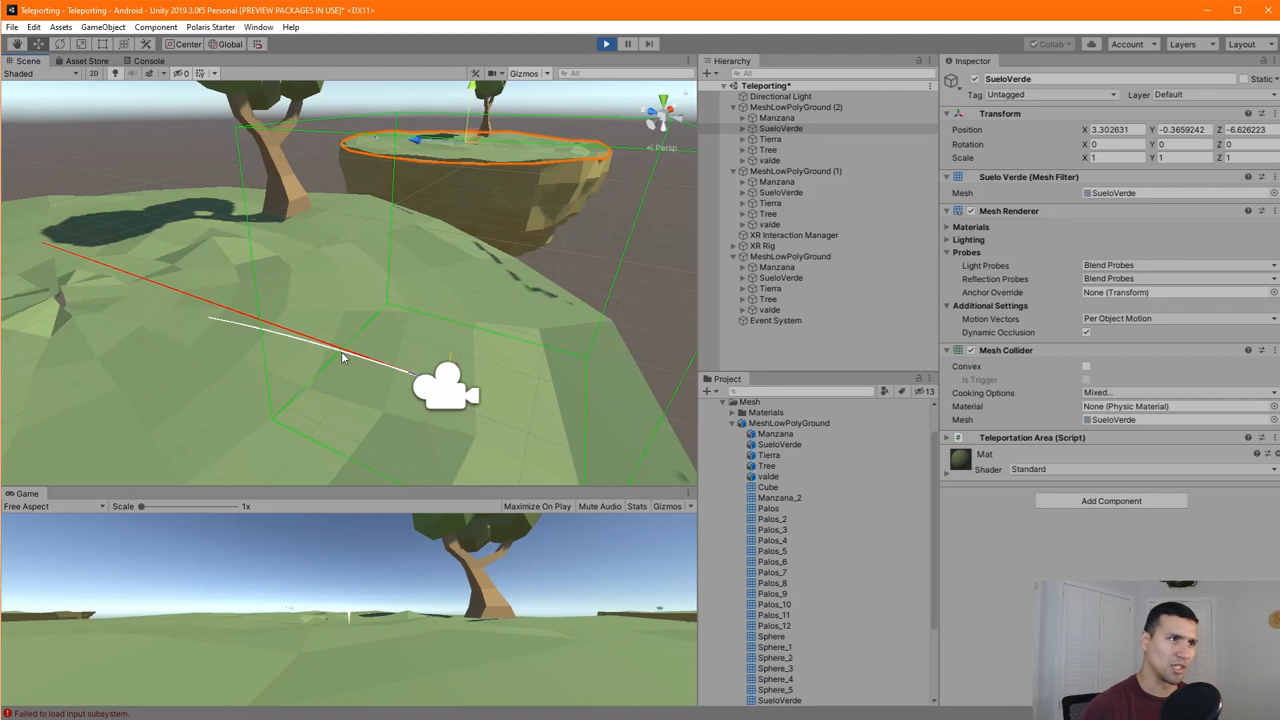 Teleporting - Teleporting - Android - Unity 2019.3.0f5 Personal [PREVIEW PACKAGES IN USE]* <DX11>
File Edit Assets GameObject Component Polaris Starter Window Help
Center Global Collab Account Layers Layout
Scene Asset Store Console
Shaded 2D 0 Gizmos All
Persp
Game
Free Aspect Scale 1x Maximize On Play Mute Audio Stats Gizmos
Failed to load input subsystem.
Hierarchy
All
Teleporting*
Directional Light
MeshLowPolyGround (2)
Manzana
SueloVerde
Tierra
Tree
valde
MeshLowPolyGround (1)
Manzana
SueloVerde
Tierra
Tree
valde
XR Interaction Manager
XR Rig
MeshLowPolyGround
Manzana
SueloVerde
Tierra
Tree
valde
Event System
Project
13
Mesh
Materials
MeshLowPolyGround
Manzana
SueloVerde
Tierra
Tree
valde
Cube
Manzana_2
Palos
Palos_2
Palos_3
Palos_4
Palos_5
Palos_6
Palos_7
Palos_8
Palos_9
Palos_10
Palos_11
Palos_12
Sphere
Sphere_1
Sphere_2
Sphere_3
Sphere_4
Sphere_5
SueloVerde
Inspector
SueloVerde Static
Tag Untagged Layer Default
Transform
Position X 3.302631 Y -0.3659242 Z -6.626223
Rotation X 0 Y 0 Z 0
Scale X 1 Y 1 Z 1
Suelo Verde (Mesh Filter)
Mesh SueloVerde
Mesh Renderer
Materials
Lighting
Probes
Light Probes Blend Probes
Reflection Probes Blend Probes
Anchor Override None (Transform)
Additional Settings
Motion Vectors Per Object Motion
Dynamic Occlusion
Mesh Collider
Convex
Is Trigger
Cooking Options Mixed...
Material None (Physic Material)
Mesh SueloVerde
Teleportation Area (Script)
Mat
Shader Standard
Add Component